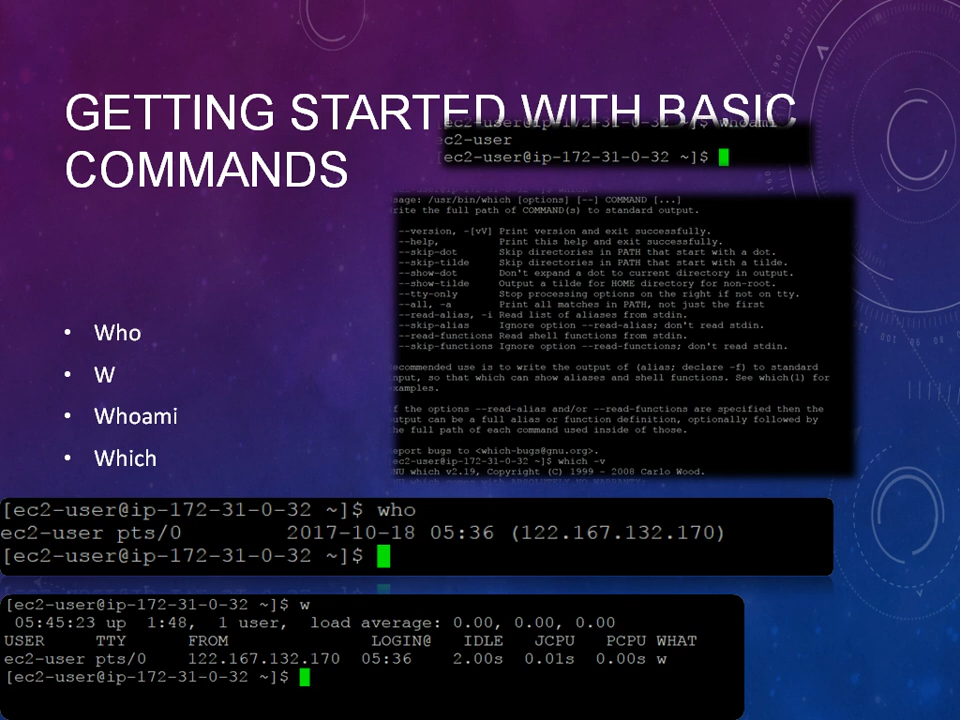 GETTING STARTED WITH BASIC
COMMANDS
[ec2-user@ip-172-31-0-32 ~]$ whoami
ec2-user
[ec2-user@ip-172-31-0-32 ~]$
sage: /usr/bin/which [options] [--] COMMAND [...]
rite the full path of COMMAND(s) to standard output.
--version, -[vV] Print version and exit successfully.
--help, Print this help and exit successfully.
--skip-dot Skip directories in PATH that start with a dot.
--skip-tilde Skip directories in PATH that start with a tilde.
--show-dot Don't expand a dot to current directory in output.
--show-tilde Output a tilde for HOME directory for non-root.
--tty-only Stop processing options on the right if not on tty.
--all, -a Print all matches in PATH, not just the first
--read-alias, -i Read list of aliases from stdin.
--skip-alias Ignore option --read-alias; don't read stdin.
--read-functions Read shell functions from stdin.
--skip-functions Ignore option --read-functions; don't read stdin.
ecommended use is to write the output of (alias; declare -f) to standard
nput, so that which can show aliases and shell functions. See which(1) for
xamples.
f the options --read-alias and/or --read-functions are specified then the
utput can be a full alias or function definition, optionally followed by
he full path of each command used inside of those.
eport bugs to <which-bugs@gnu.org>.
[ec2-user@ip-172-31-0-32 ~]$ which -v
GNU which v2.19, Copyright (C) 1999 - 2008 Carlo Wood.
• Who
• W
• Whoami
• Which
[ec2-user@ip-172-31-0-32 ~]$ who
ec2-user pts/0 2017-10-18 05:36 (122.167.132.170)
[ec2-user@ip-172-31-0-32 ~]$
[ec2-user@ip-172-31-0-32 ~]$ w
05:45:23 up 1:48, 1 user, load average: 0.00, 0.00, 0.00
USER TTY FROM LOGIN@ IDLE JCPU PCPU WHAT
ec2-user pts/0 122.167.132.170 05:36 2.00s 0.01s 0.00s w
[ec2-user@ip-172-31-0-32 ~]$